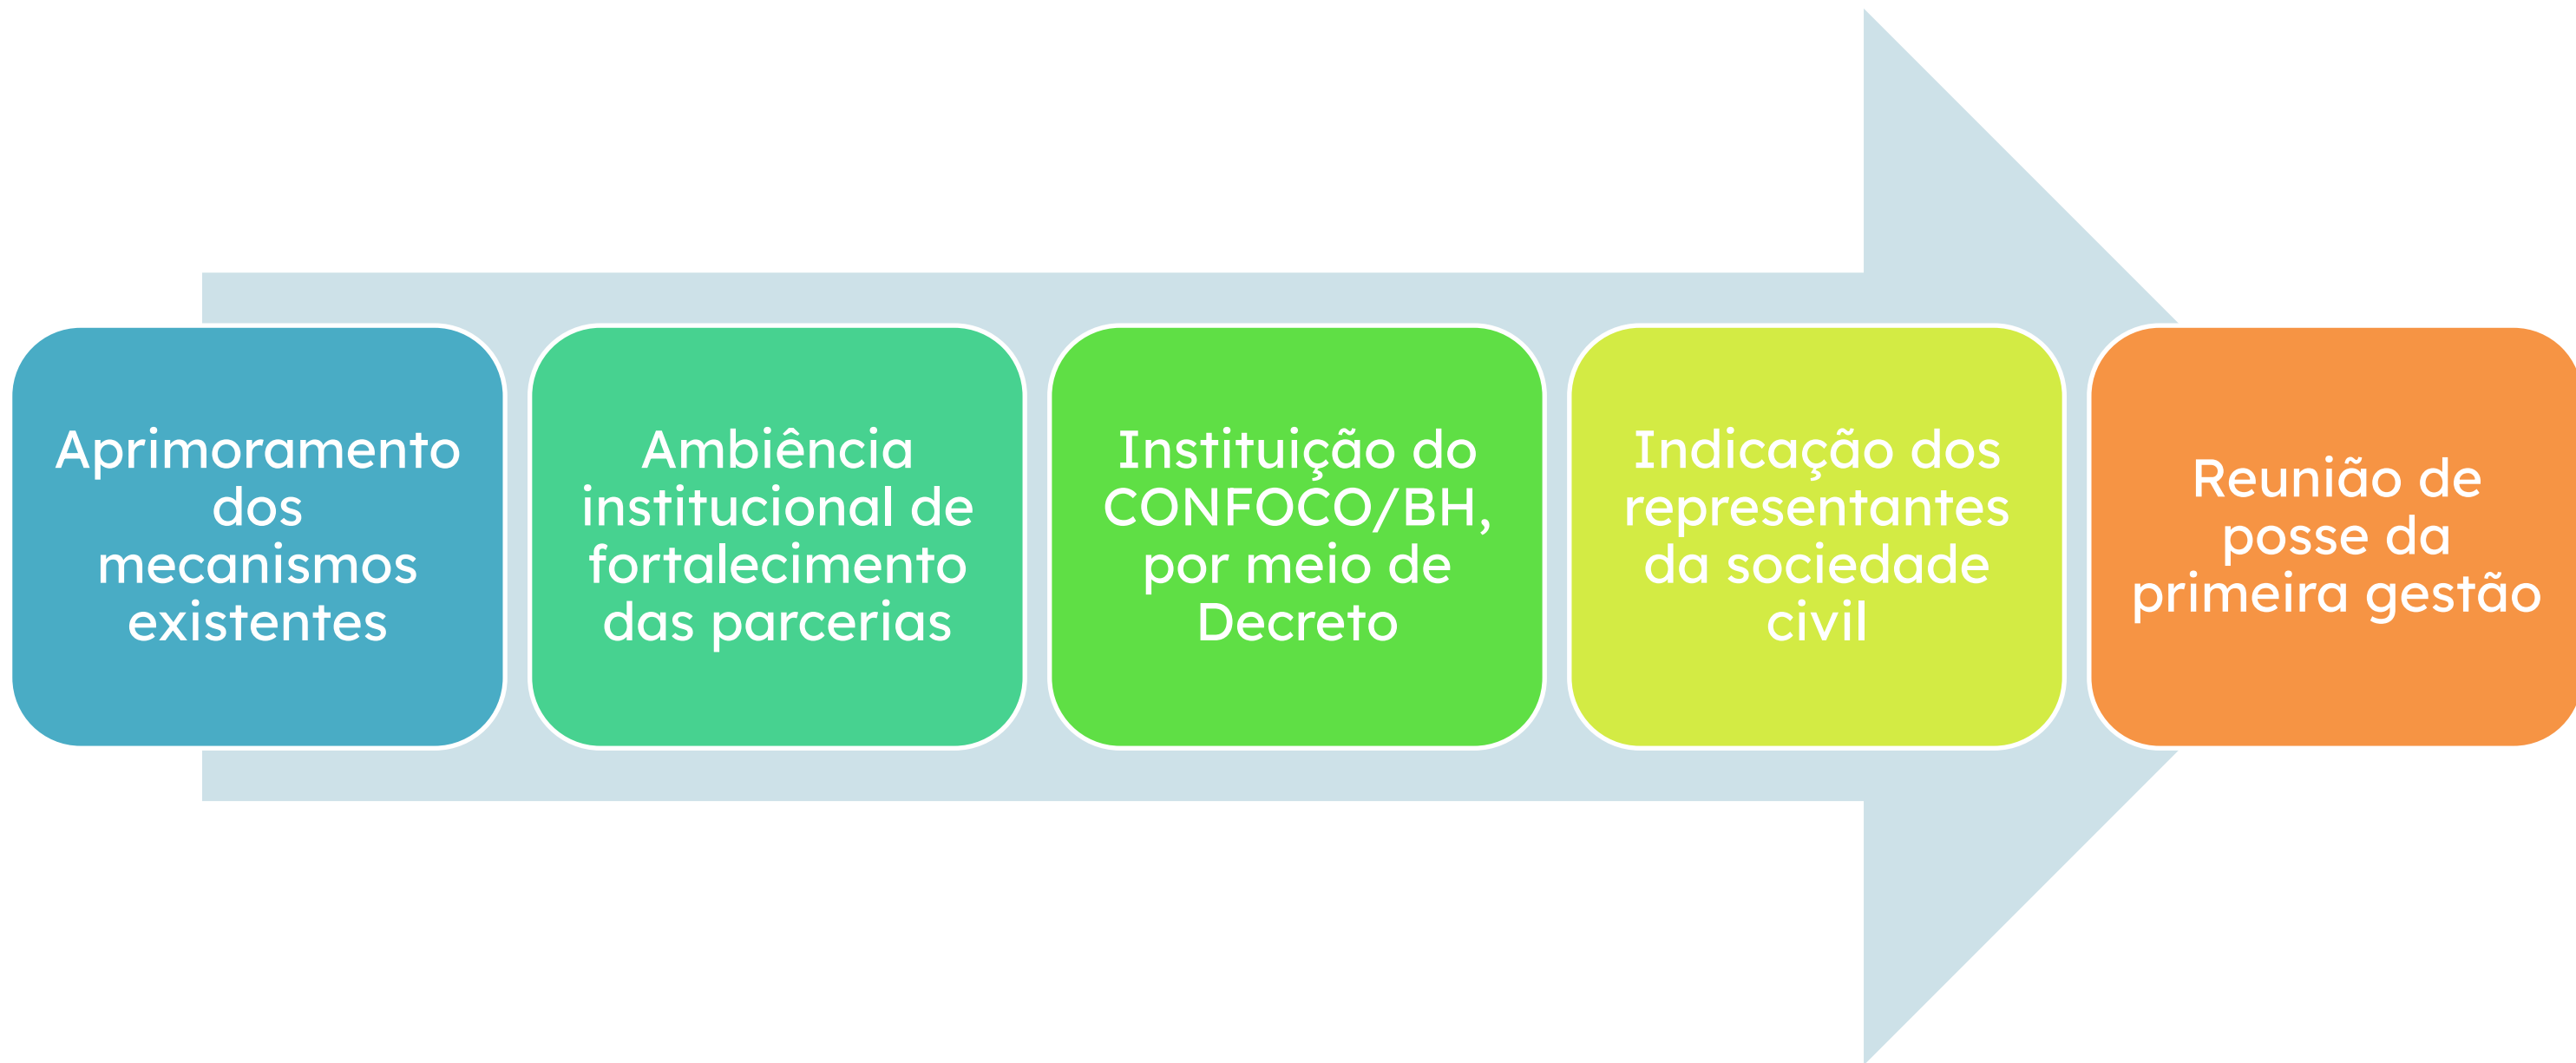 Aprimoramento
dos
mecanismos
existentes
Ambiência
institucional de
fortalecimento
das parcerias
Instituição do
CONFOCO/BH,
por meio de
Decreto
Indicação dos
representantes
da sociedade
civil
Reunião de
posse da
primeira gestão